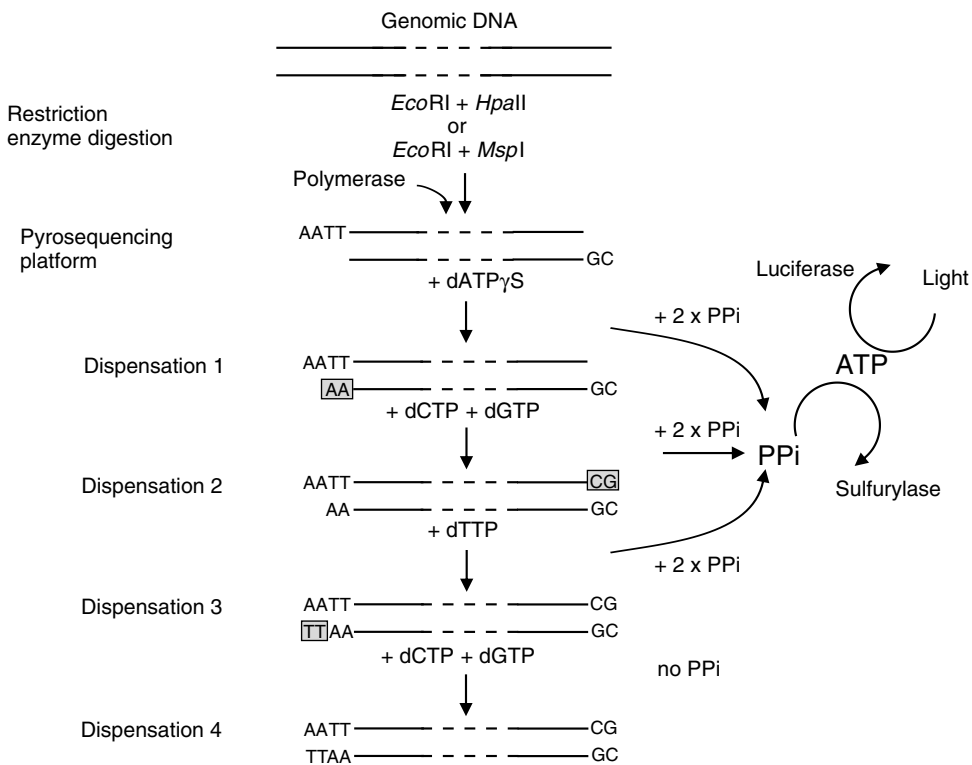 Genomic DNA
Restriction
enzyme digestion
EcoRI + HpaII
or
EcoRI + MspI
Polymerase
Pyrosequencing
platform
AATT
GC
+ dATPγS
Luciferase
Light
ATP
PPi
Sulfurylase
+ 2 x PPi
Dispensation 1
AATT
AA
GC
+ dCTP + dGTP
+ 2 x PPi
Dispensation 2
AATT
CG
AA
GC
+ dTTP
+ 2 x PPi
Dispensation 3
AATT
CG
TTAA
GC
+ dCTP + dGTP
no PPi
Dispensation 4
AATT
CG
TTAA
GC